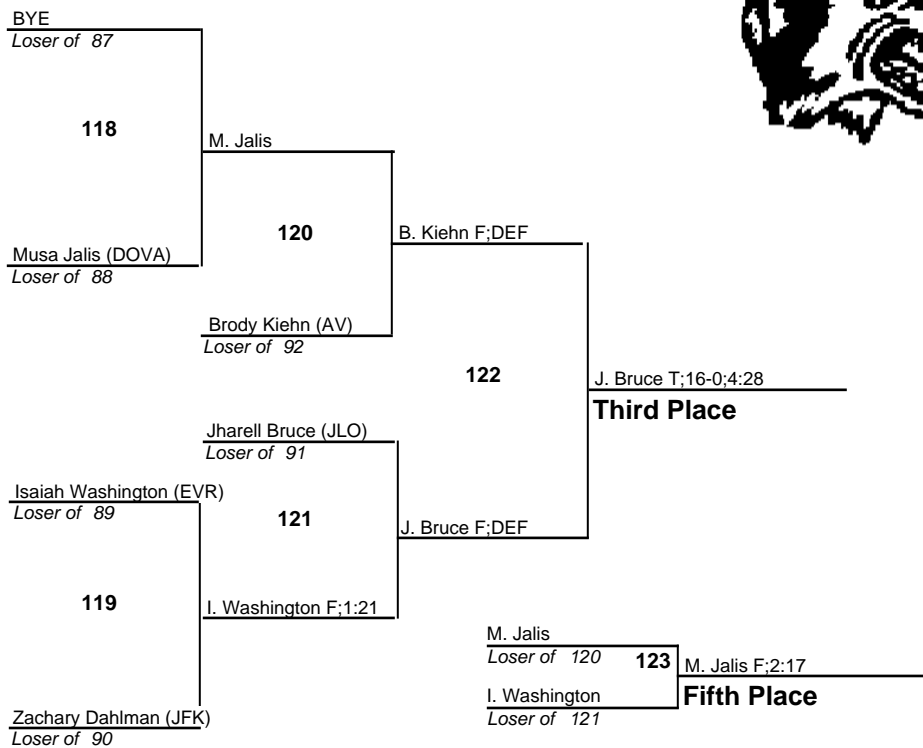 BYE
Loser of 87
118
M. Jalis
120
B. Kiehn F;DEF
Musa Jalis (DOVA)
Loser of 88
Brody Kiehn (AV)
Loser of 92
122
J. Bruce T;16-0;4:28
Third Place
Jharell Bruce (JLO)
Loser of 91
Isaiah Washington (EVR)
Loser of 89
121
J. Bruce F;DEF
119
I. Washington F;1:21
M. Jalis
Loser of 120
123
M. Jalis F;2:17
Fifth Place
I. Washington
Loser of 121
Zachary Dahlman (JFK)
Loser of 90